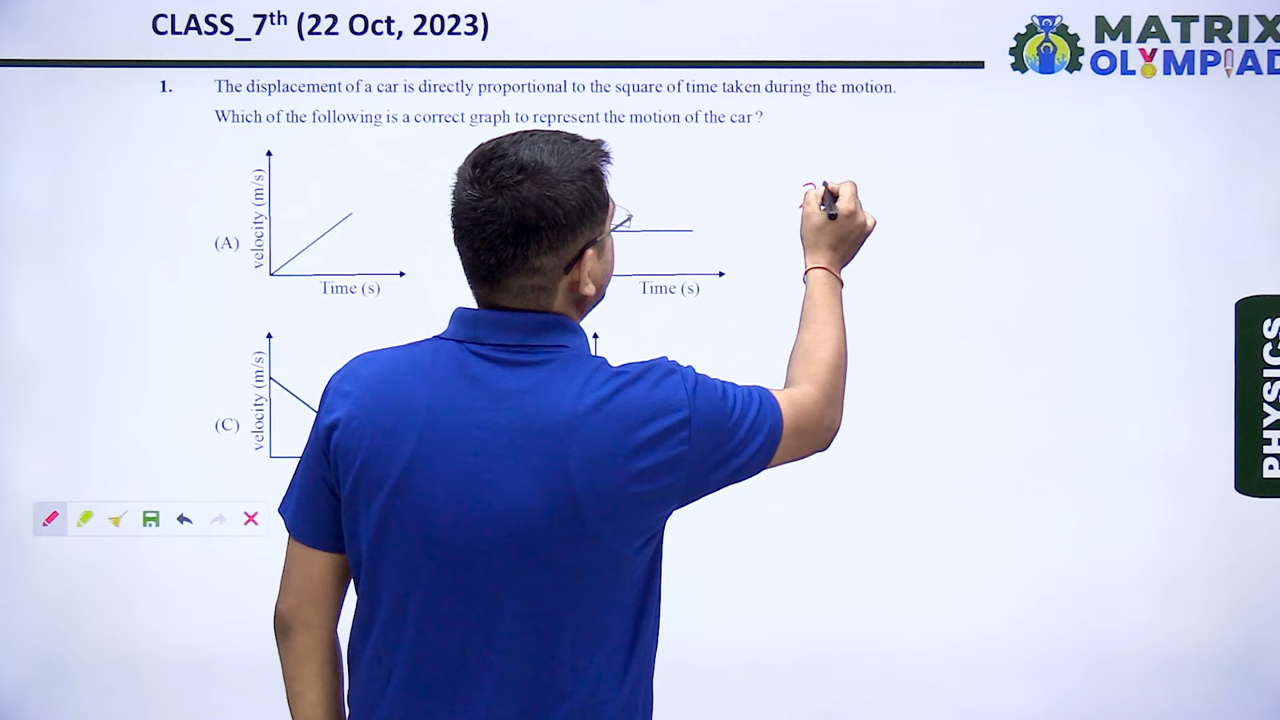 CLASS_7th (22 Oct, 2023)
MATRIX
OLYMPIAD
1. The displacement of a car is directly proportional to the square of time taken during the motion.
Which of the following is a correct graph to represent the motion of the car ?
(A)
velocity (m/s)
Time (s)
Time (s)
(C)
velocity (m/s)
PHYSICS